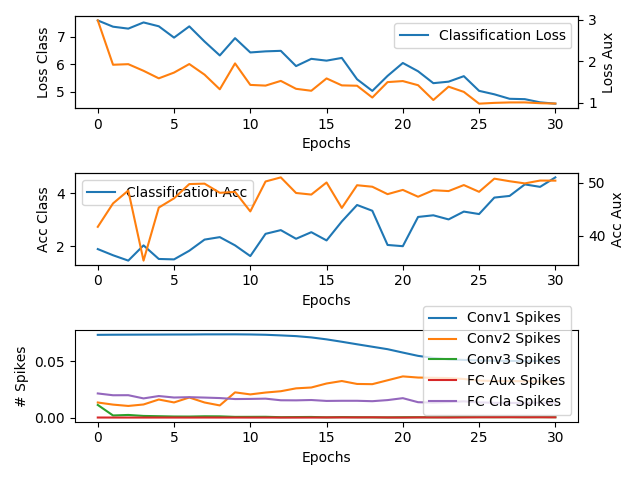 Classification Loss
Loss Class
Loss Aux
7
6
5
3
2
1
0 5 10 15 20 25 30
Epochs
Classification Acc
Acc Class
Acc Aux
4
2
50
40
0 5 10 15 20 25 30
Epochs
# Spikes
0.05
0.00
Conv1 Spikes
Conv2 Spikes
Conv3 Spikes
FC Aux Spikes
FC Cla Spikes
0 5 10 15 20 25 30
Epochs